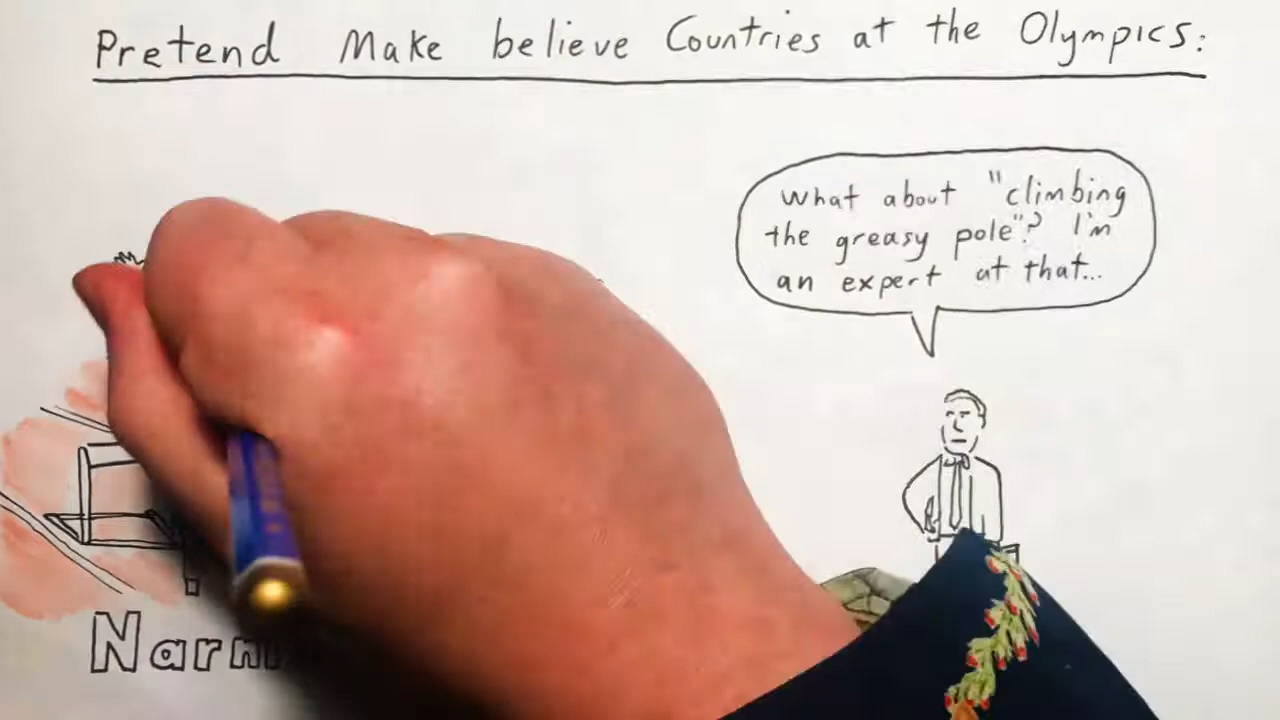 Pretend Make believe Countries at the Olympics:
What about "climbing
the greasy pole"? I'm
an expert at that...